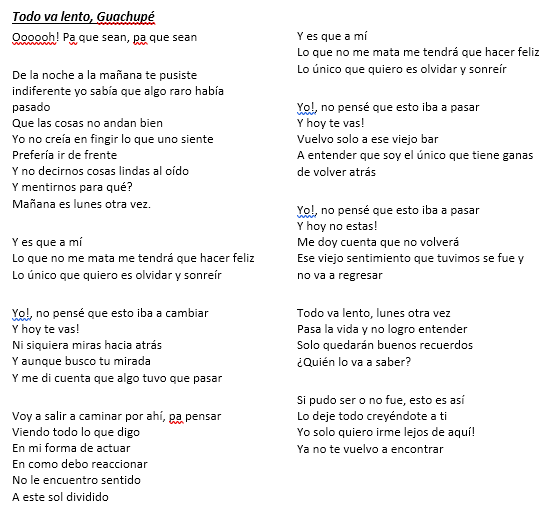 Todo va lento, Guachupé
Oooooh! Pa que sean, pa que sean
De la noche a la mañana te pusiste
indiferente yo sabía que algo raro había
pasado
Que las cosas no andan bien
Yo no creía en fingir lo que uno siente
Prefería ir de frente
Y no decirnos cosas lindas al oído
Y mentirnos para qué?
Mañana es lunes otra vez.
Y es que a mí
Lo que no me mata me tendrá que hacer feliz
Lo único que quiero es olvidar y sonreír
Yo!, no pensé que esto iba a cambiar
Y hoy te vas!
Ni siquiera miras hacia atrás
Y aunque busco tu mirada
Y me di cuenta que algo tuvo que pasar
Voy a salir a caminar por ahí, pa pensar
Viendo todo lo que digo
En mi forma de actuar
En como debo reaccionar
No le encuentro sentido
A este sol dividido
Y es que a mí
Lo que no me mata me tendrá que hacer feliz
Lo único que quiero es olvidar y sonreír
Yo!, no pensé que esto iba a pasar
Y hoy te vas!
Vuelvo solo a ese viejo bar
A entender que soy el único que tiene ganas
de volver atrás
Yo!, no pensé que esto iba a pasar
Y hoy no estas!
Me doy cuenta que no volverá
Ese viejo sentimiento que tuvimos se fue y
no va a regresar
Todo va lento, lunes otra vez
Pasa la vida y no logro entender
Solo quedarán buenos recuerdos
¿Quién lo va a saber?
Si pudo ser o no fue, esto es así
Lo deje todo creyéndote a ti
Yo solo quiero irme lejos de aquí!
Ya no te vuelvo a encontrar